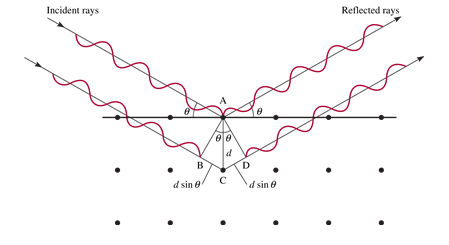 Incident rays
Reflected rays
A
θ
θ
θ θ
d
B
D
C
d sin θ
d sin θ